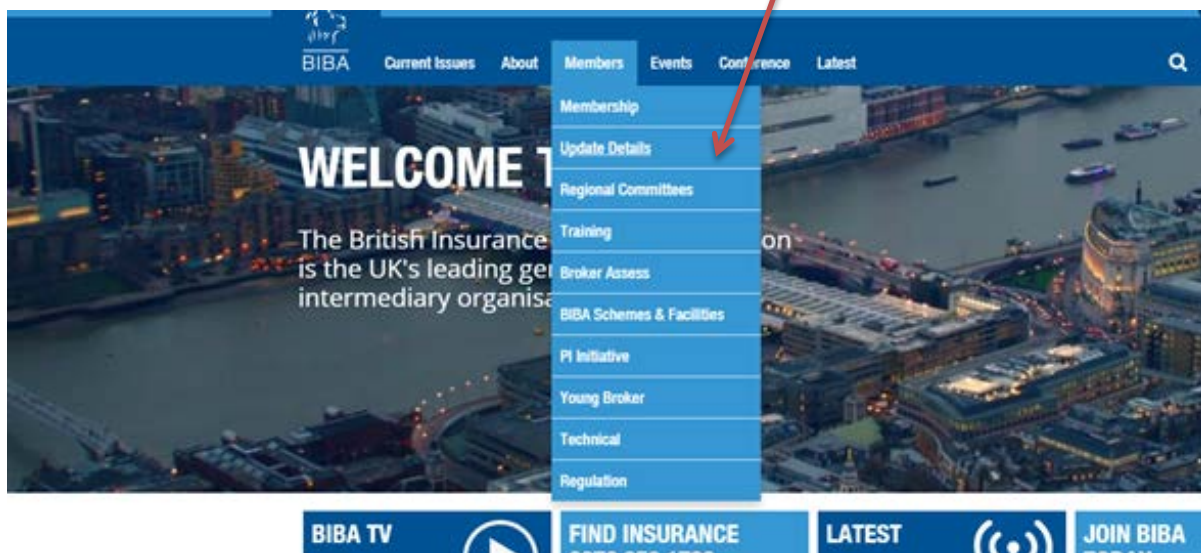 BIBA
Current Issues About Members Events Conference Latest
Membership
Update Details
Regional Committees
Training
Broker Assess
BIBA Schemes & Facilities
PI Initiative
Young Broker
Technical
Regulation
WELCOME
The British Insurance on
is the UK's leading
intermediary
BIBA TV
FIND INSURANCE
LATEST
JOIN BIBA